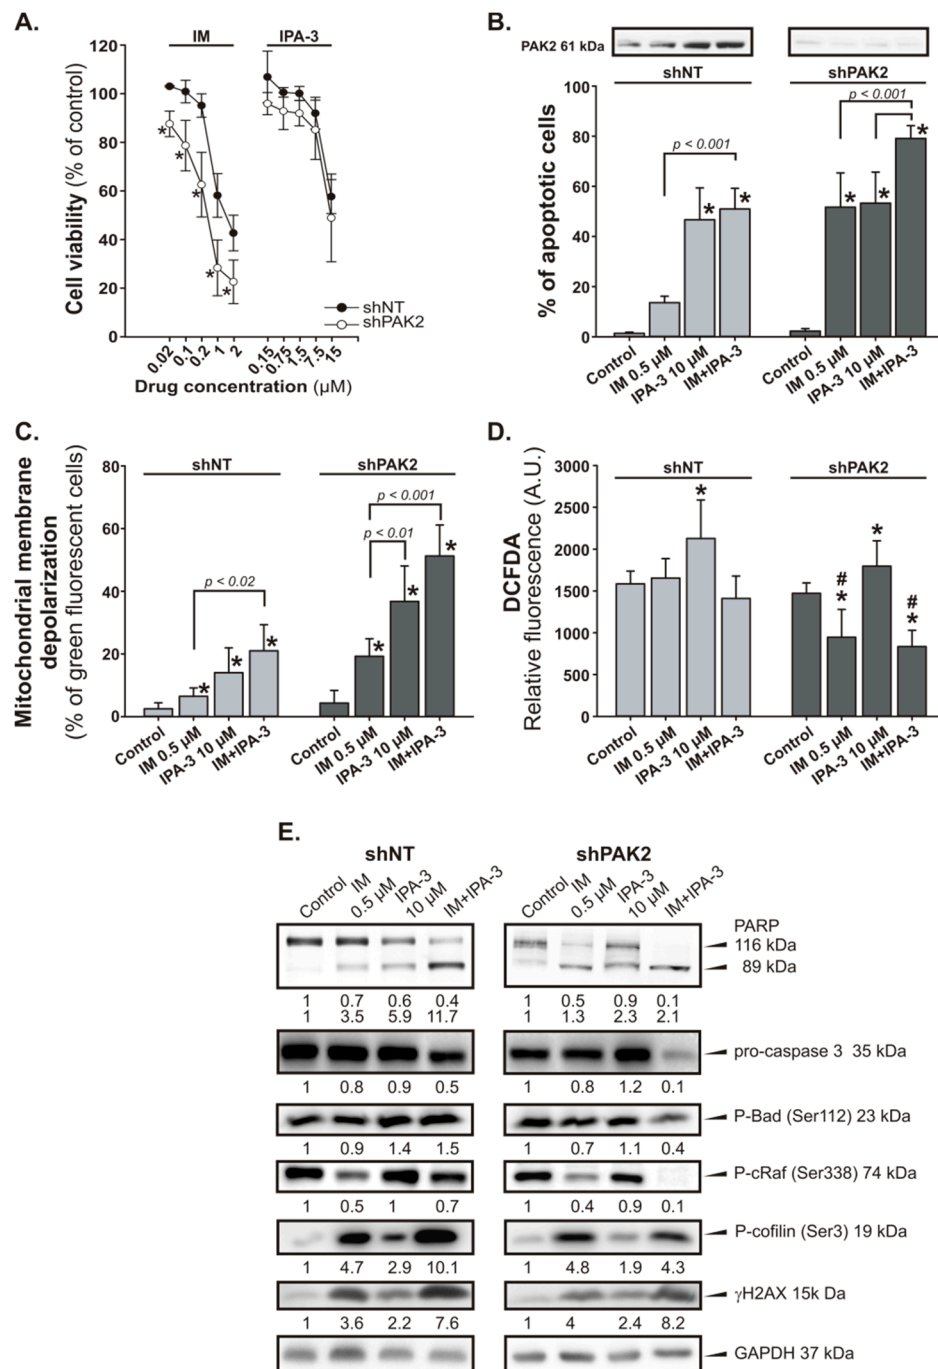 A.
IM
IPA-3
120
100
80
60
40
20
0
Cell viability (% of control)
*
*
*
*
*
shNT
shPAK2
0.02
0.1
0.2
1
2
0.15
0.75
1.5
7.5
15
Drug concentration (µM)
B.
PAK2 61 kDa
shNT
shPAK2
100
80
60
40
20
0
% of apoptotic cells
p < 0.001
p < 0.001
*
*
*
*
*
Control
IM 0.5 µM
IPA-3 10 µM
IM+IPA-3
Control
IM 0.5 µM
IPA-3 10 µM
IM+IPA-3
C.
shNT
shPAK2
80
60
40
20
0
Mitochondrial membrane
depolarization
(% of green fluorescent cells)
p < 0.02
p < 0.01
p < 0.001
*
*
*
*
*
*
Control
IM 0.5 µM
IPA-3 10 µM
IM+IPA-3
Control
IM 0.5 µM
IPA-3 10 µM
IM+IPA-3
D.
shNT
shPAK2
3000
2500
2000
1500
1000
500
0
DCFDA
Relative fluorescence (A.U.)
*
#
*
*
#
*
Control
IM 0.5 µM
IPA-3 10 µM
IM+IPA-3
Control
IM 0.5 µM
IPA-3 10 µM
IM+IPA-3
E.
shNT
shPAK2
Control
IM
0.5 µM
IPA-3
10 µM
IM+IPA-3
Control
IM
0.5 µM
IPA-3
10 µM
IM+IPA-3
PARP
116 kDa
89 kDa
1 0.7 0.6 0.4 1 0.5 0.9 0.1
1 3.5 5.9 11.7 1 1.3 2.3 2.1
pro-caspase 3 35 kDa
1 0.8 0.9 0.5 1 0.8 1.2 0.1
P-Bad (Ser112) 23 kDa
1 0.9 1.4 1.5 1 0.7 1.1 0.4
P-cRaf (Ser338) 74 kDa
1 0.5 1 0.7 1 0.4 0.9 0.1
P-cofilin (Ser3) 19 kDa
1 4.7 2.9 10.1 1 4.8 1.9 4.3
γH2AX 15k Da
1 3.6 2.2 7.6 1 4 2.4 8.2
GAPDH 37 kDa